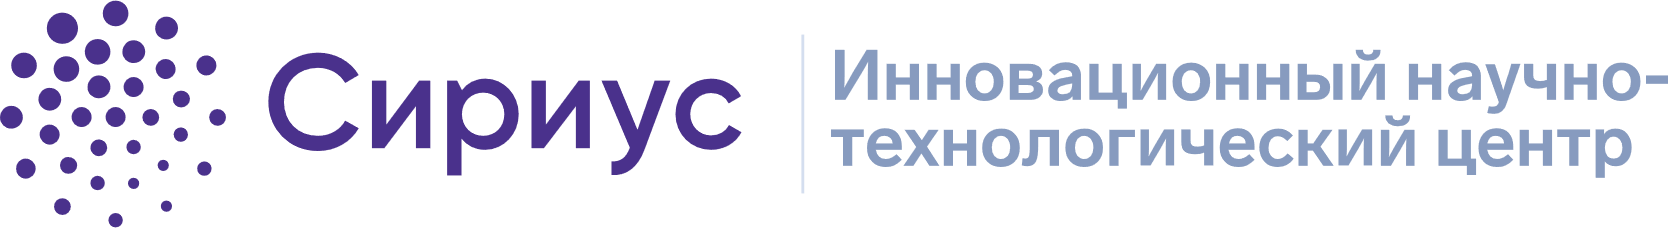 Сириус
Инновационный научно-
технологический центр